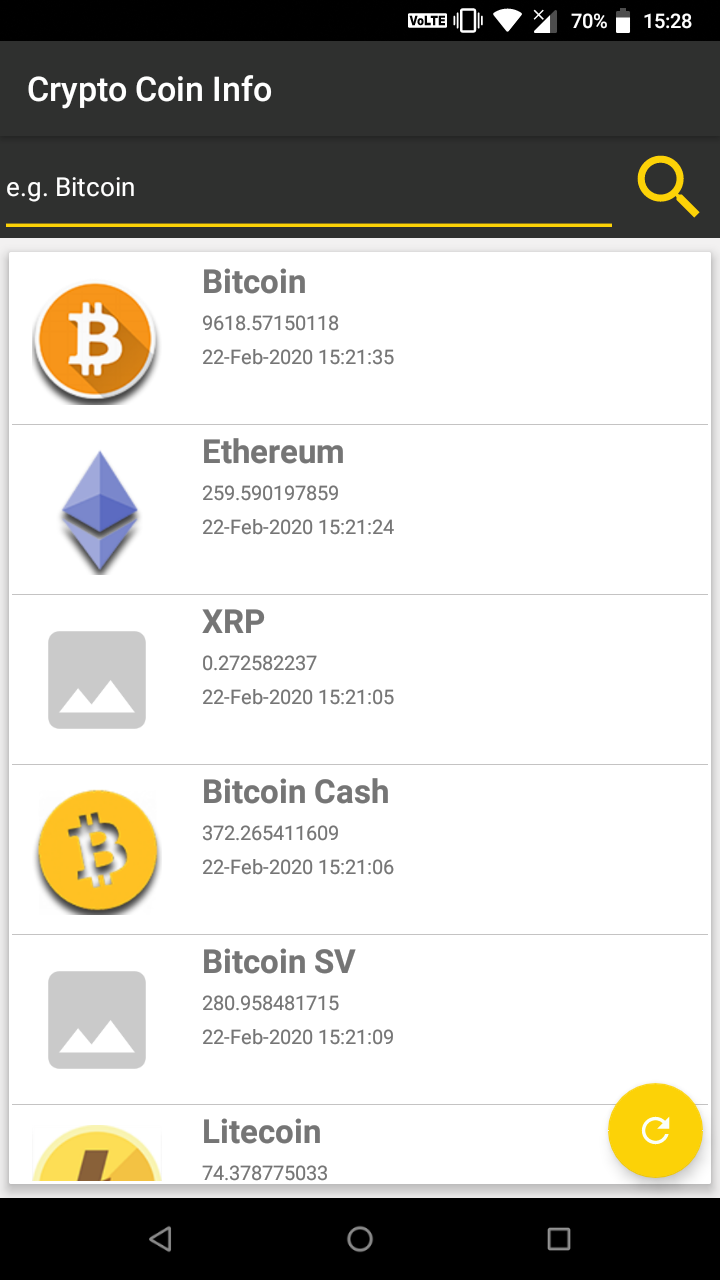 VoLTE 70% 15:28
Crypto Coin Info
e.g. Bitcoin
Bitcoin
9618.57150118
22-Feb-2020 15:21:35
Ethereum
259.590197859
22-Feb-2020 15:21:24
XRP
0.272582237
22-Feb-2020 15:21:05
Bitcoin Cash
372.265411609
22-Feb-2020 15:21:06
Bitcoin SV
280.958481715
22-Feb-2020 15:21:09
Litecoin
74.378775033